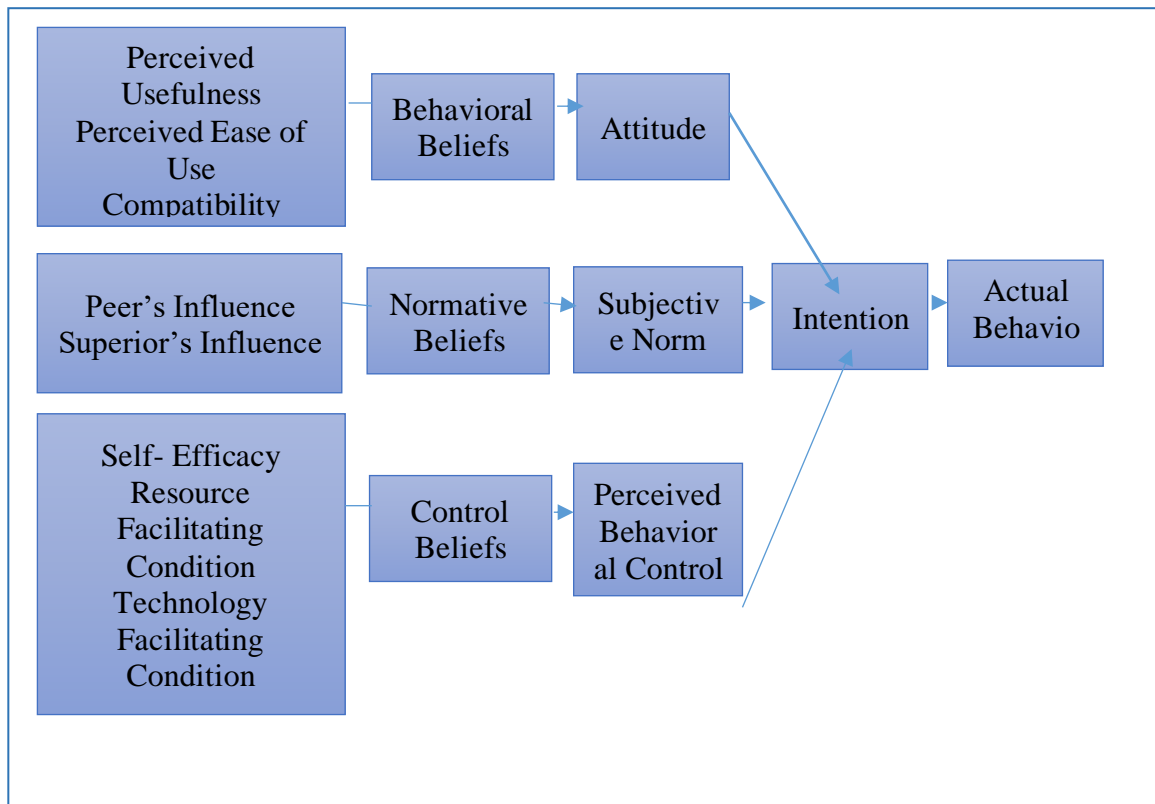 Perceived
Usefulness
Perceived Ease of
Use
Compatibility
Behavioral
Beliefs
Attitude
Peer’s Influence
Superior’s Influence
Normative
Beliefs
Subjectiv
e Norm
Intention
Actual
Behavio
Self- Efficacy
Resource
Facilitating
Condition
Technology
Facilitating
Condition
Control
Beliefs
Perceived
Behavior
al Control